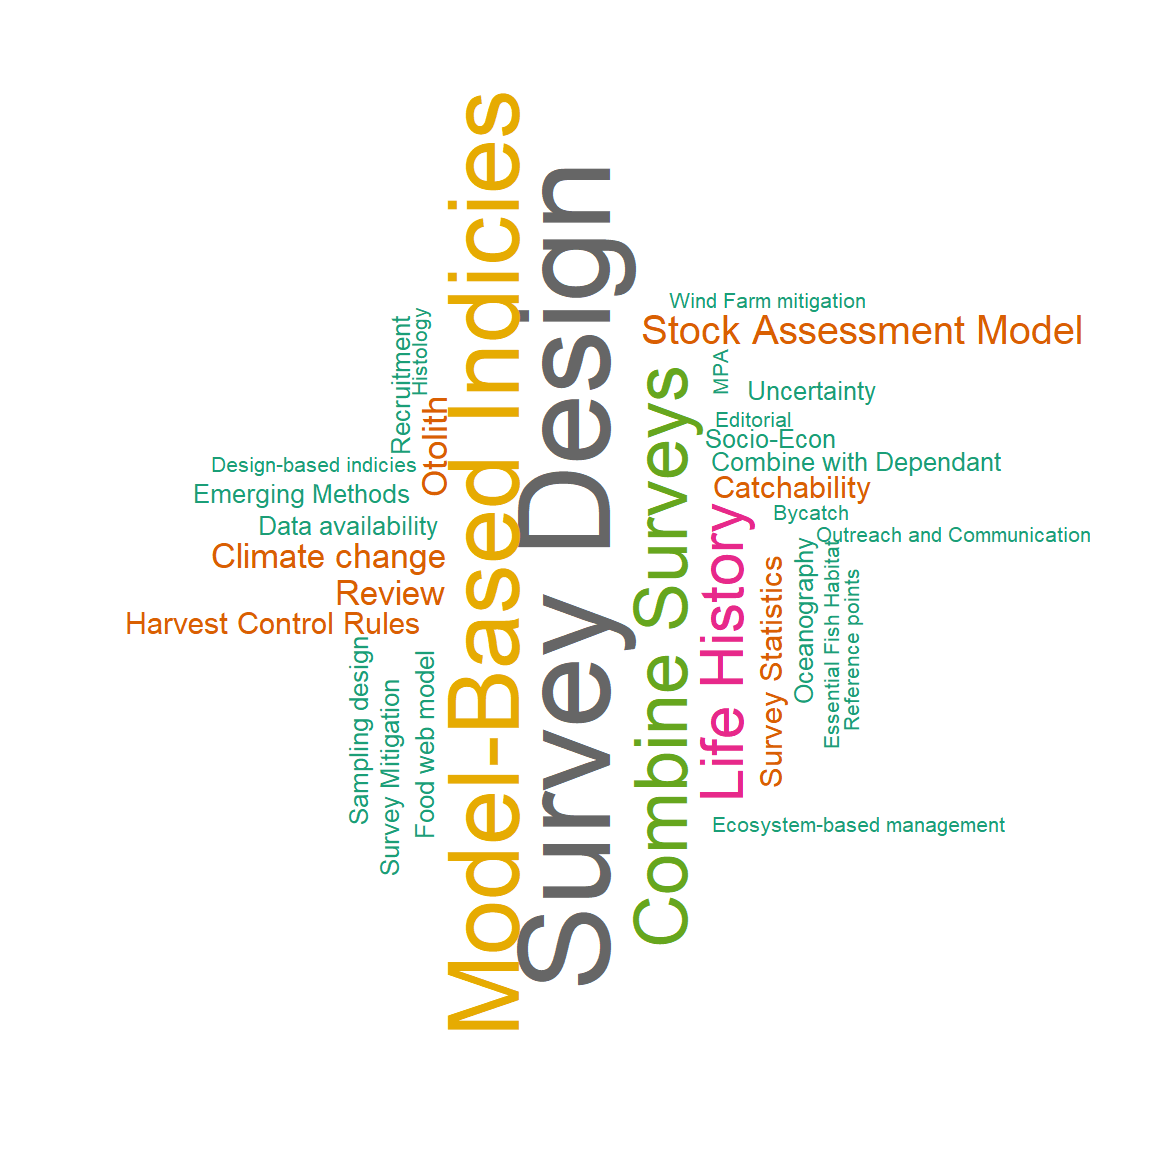 Model-Based Indicies
Survey Design
Wind Farm mitigation
Stock Assessment Model
Recruitment
Histology
MPA
Combine Surveys
Uncertainty
Otolith
Editorial
Socio-Econ
Design-based indicies
Combine with Dependant
Emerging Methods
Catchability
Life History
Bycatch
Data availability
Outreach and Communication
Climate change
Survey Statistics
Oceanography
Essential Fish Habitat
Reference points
Review
Harvest Control Rules
Sampling design
Survey Mitigation
Food web model
Ecosystem-based management